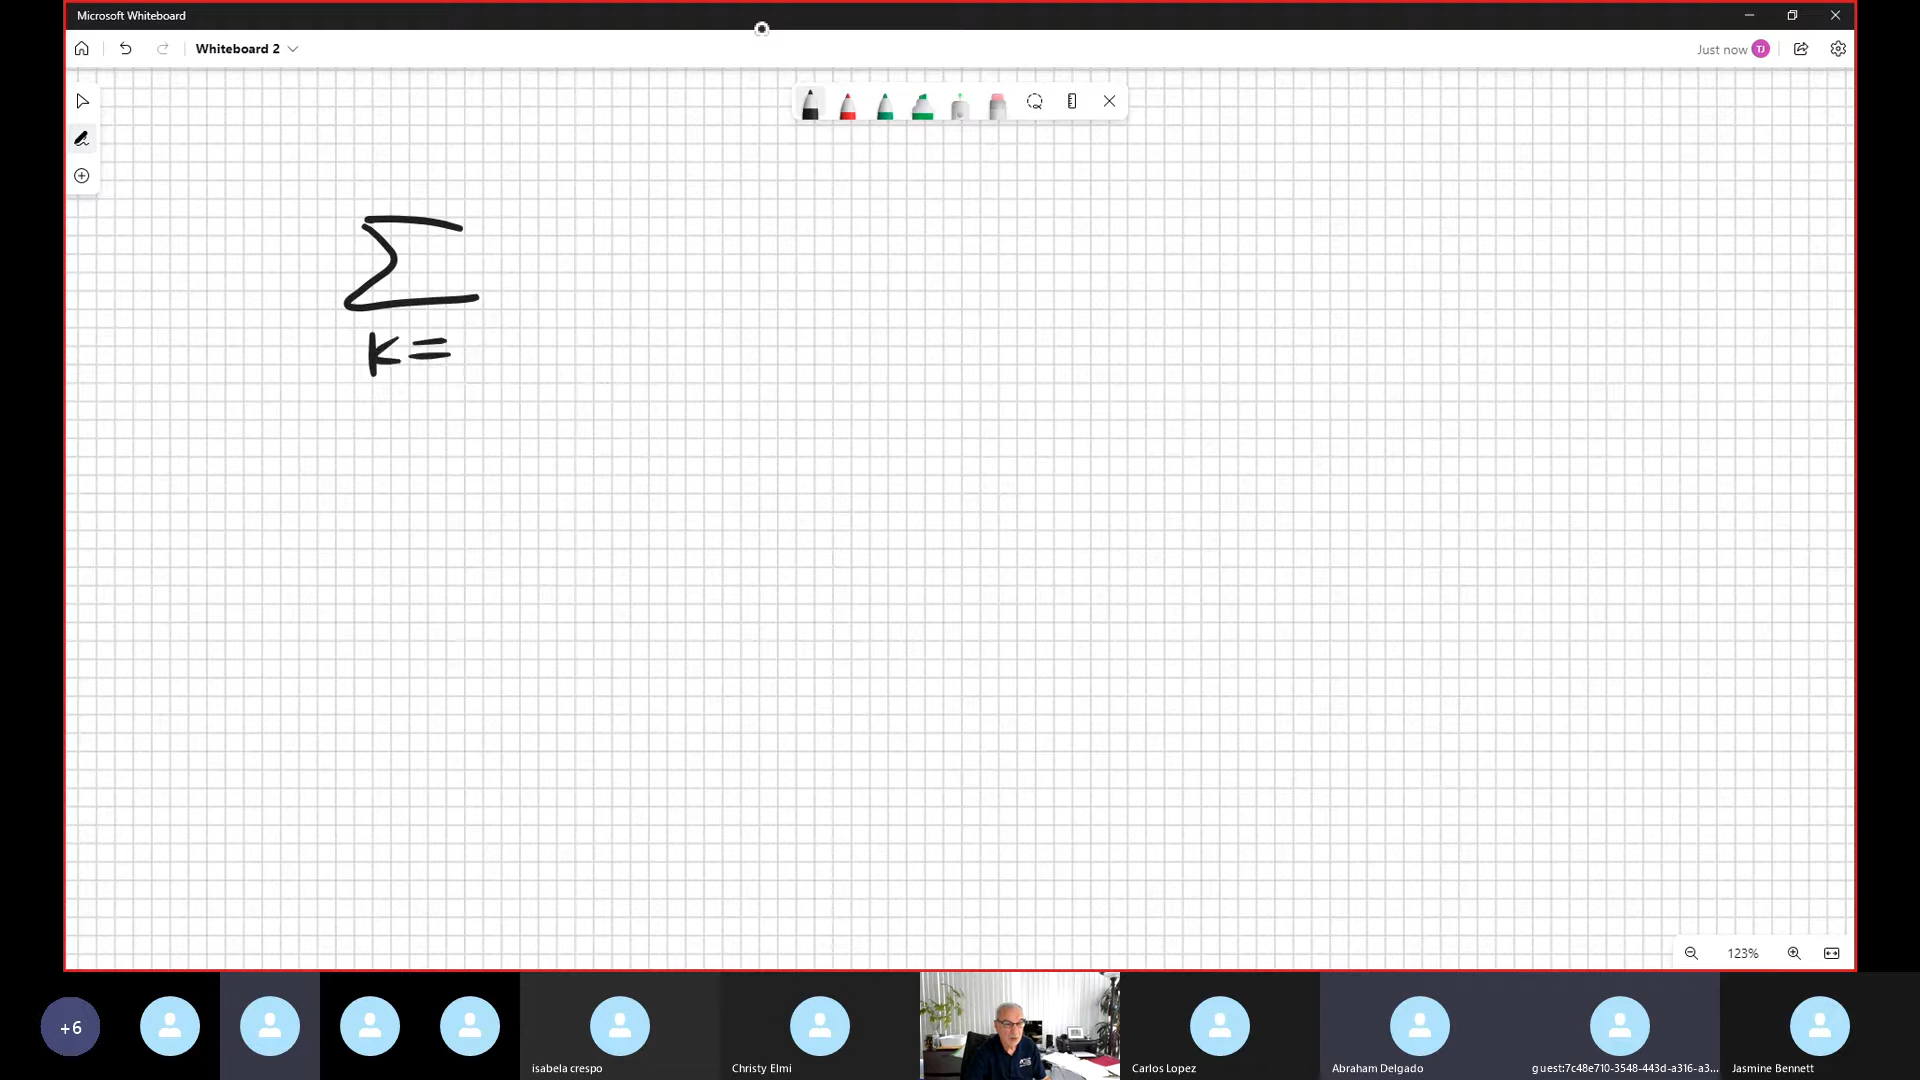 Microsoft Whiteboard
Whiteboard 2
Just now TJ
∑
k=
123%
+6
isabela crespo
Christy Elmi
Carlos Lopez
Abraham Delgado
guest:7c48e710-3548-443d-a316-a3...
Jasmine Bennett